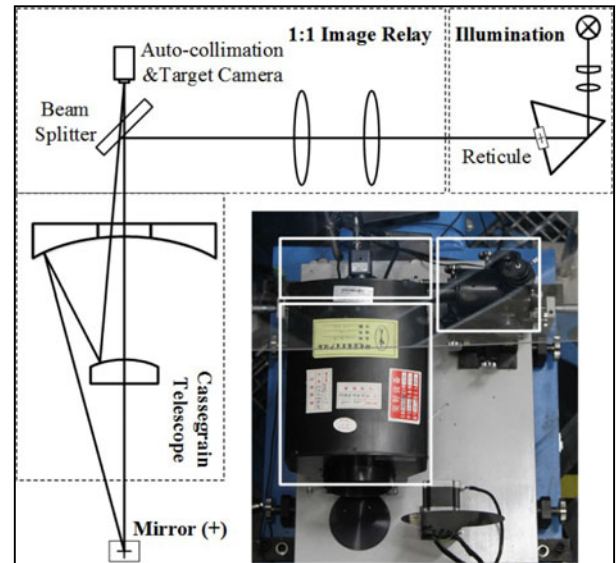 1:1 Image Relay
Illumination
Auto-collimation
&Target Camera
Beam
Splitter
Reticule
Cassegrain
Telescope
Mirror (+)